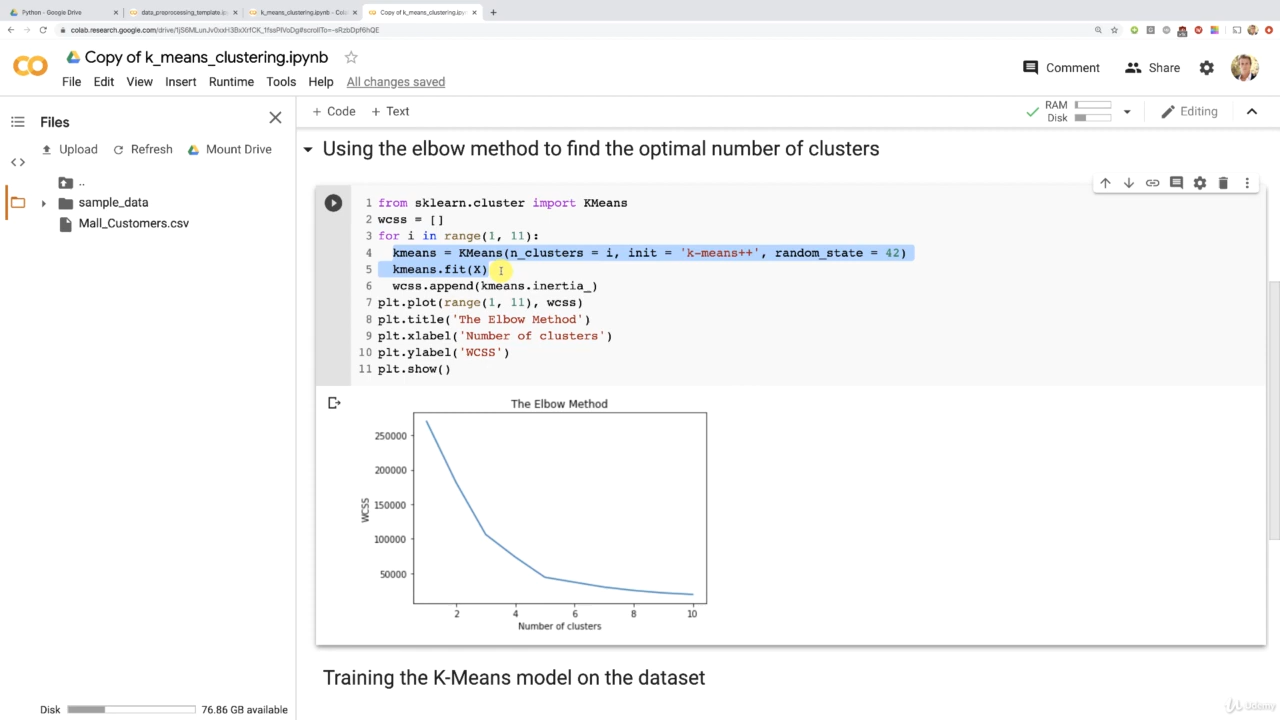 Python - Google Drive
data_preprocessing_template.ip
k_means_clustering.ipynb - Col
Copy of k_means_clustering.ipy
colab.research.google.com/drive/
Copy of k_means_clustering.ipynb
File Edit View Insert Runtime Tools Help All changes saved
Comment Share
Files
+ Code + Text
RAM
Disk
Editing
Upload Refresh Mount Drive
..
sample_data
Mall_Customers.csv
Using the elbow method to find the optimal number of clusters
1 from sklearn.cluster import KMeans
2 wcss = []
3 for i in range(1, 11):
4 kmeans = KMeans(n_clusters = i, init = 'k-means++', random_state = 42)
5 kmeans.fit(X)
6 wcss.append(kmeans.inertia_)
7 plt.plot(range(1, 11), wcss)
8 plt.title('The Elbow Method')
9 plt.xlabel('Number of clusters')
10 plt.ylabel('WCSS')
11 plt.show()
The Elbow Method
250000
200000
150000
100000
50000
WCSS
2 4 6 8 10
Number of clusters
Training the K-Means model on the dataset
Disk 76.86 GB available
Udemy